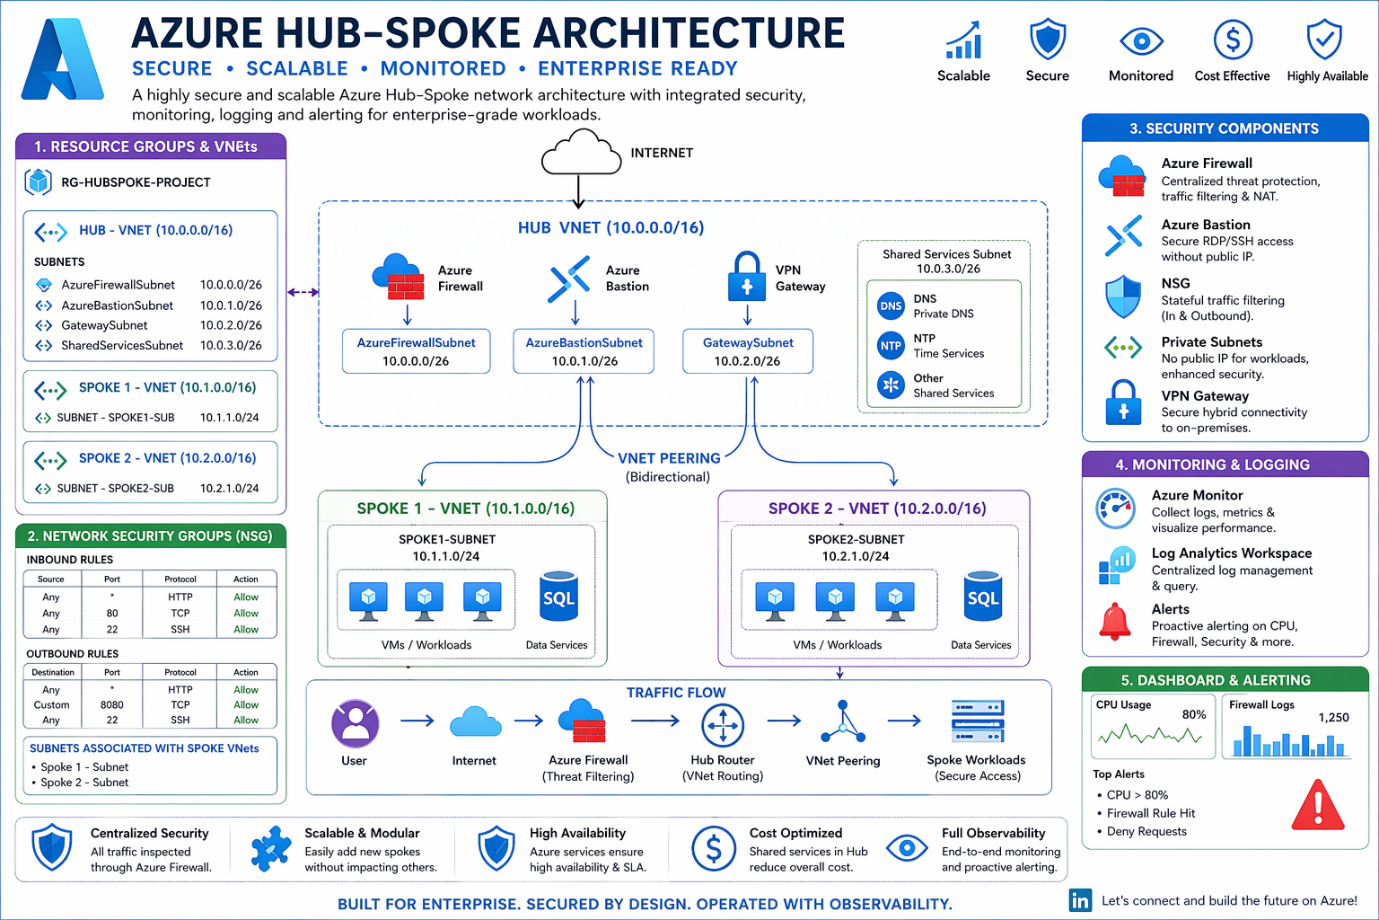 AZURE HUB-SPOKE ARCHITECTURE
SECURE • SCALABLE • MONITORED • ENTERPRISE READY
A highly secure and scalable Azure Hub-Spoke network architecture with integrated security,
monitoring, logging and alerting for enterprise-grade workloads.
Scalable
Secure
Monitored
Cost Effective
Highly Available
1. RESOURCE GROUPS & VNEts
RG-HUBSPOKE-PROJECT
HUB - VNET (10.0.0.0/16)
SUBNETS
AzureFirewallSubnet 10.0.0.0/26
AzureBastionSubnet 10.0.1.0/26
GatewaySubnet 10.0.2.0/26
SharedServicesSubnet 10.0.3.0/26
SPOKE 1 - VNET (10.1.0.0/16)
SUBNET - SPOKE1-SUB 10.1.1.0/24
SPOKE 2 - VNET (10.2.0.0/16)
SUBNET - SPOKE2-SUB 10.2.1.0/24
2. NETWORK SECURITY GROUPS (NSG)
INBOUND RULES
Source Port Protocol Action
Any * HTTP Allow
Any 80 TCP Allow
Any 22 SSH Allow
OUTBOUND RULES
Destination Port Protocol Action
Any * HTTP Allow
Custom 8080 TCP Allow
Any 22 SSH Allow
SUBNETS ASSOCIATED WITH SPOKE VNets
• Spoke 1 - Subnet
• Spoke 2 - Subnet
INTERNET
HUB VNET (10.0.0.0/16)
Azure
Firewall
Azure
Bastion
VPN
Gateway
AzureFirewallSubnet
10.0.0.0/26
AzureBastionSubnet
10.0.1.0/26
GatewaySubnet
10.0.2.0/26
Shared Services Subnet
10.0.3.0/26
DNS
DNS
Private DNS
NTP
NTP
Time Services
Other
Shared Services
VNET PEERING
(Bidirectional)
SPOKE 1 - VNET (10.1.0.0/16)
SPOKE1-SUBNET
10.1.1.0/24
SQL
VMs / Workloads
Data Services
SPOKE 2 - VNET (10.2.0.0/16)
SPOKE2-SUBNET
10.2.1.0/24
SQL
VMs / Workloads
Data Services
TRAFFIC FLOW
User
Internet
Azure Firewall
(Threat Filtering)
Hub Router
(VNet Routing)
VNet Peering
Spoke Workloads
(Secure Access)
3. SECURITY COMPONENTS
Azure Firewall
Centralized threat protection,
traffic filtering & NAT.
Azure Bastion
Secure RDP/SSH access
without public IP.
NSG
Stateful traffic filtering
(In & Outbound).
Private Subnets
No public IP for workloads,
enhanced security.
VPN Gateway
Secure hybrid connectivity
to on-premises.
4. MONITORING & LOGGING
Azure Monitor
Collect logs, metrics &
visualize performance.
Log Analytics Workspace
Centralized log management
& query.
Alerts
Proactive alerting on CPU,
Firewall, Security & more.
5. DASHBOARD & ALERTING
CPU Usage
80%
Firewall Logs
1,250
Top Alerts
• CPU > 80%
• Firewall Rule Hit
• Deny Requests
Centralized Security
All traffic inspected
through Azure Firewall.
Scalable & Modular
Easily add new spokes
without impacting others.
High Availability
Azure services ensure
high availability & SLA.
Cost Optimized
Shared services in Hub
reduce overall cost.
Full Observability
End-to-end monitoring
and proactive alerting.
BUILT FOR ENTERPRISE. SECURED BY DESIGN. OPERATED WITH OBSERVABILITY.
in
Let's connect and build the future on Azure!